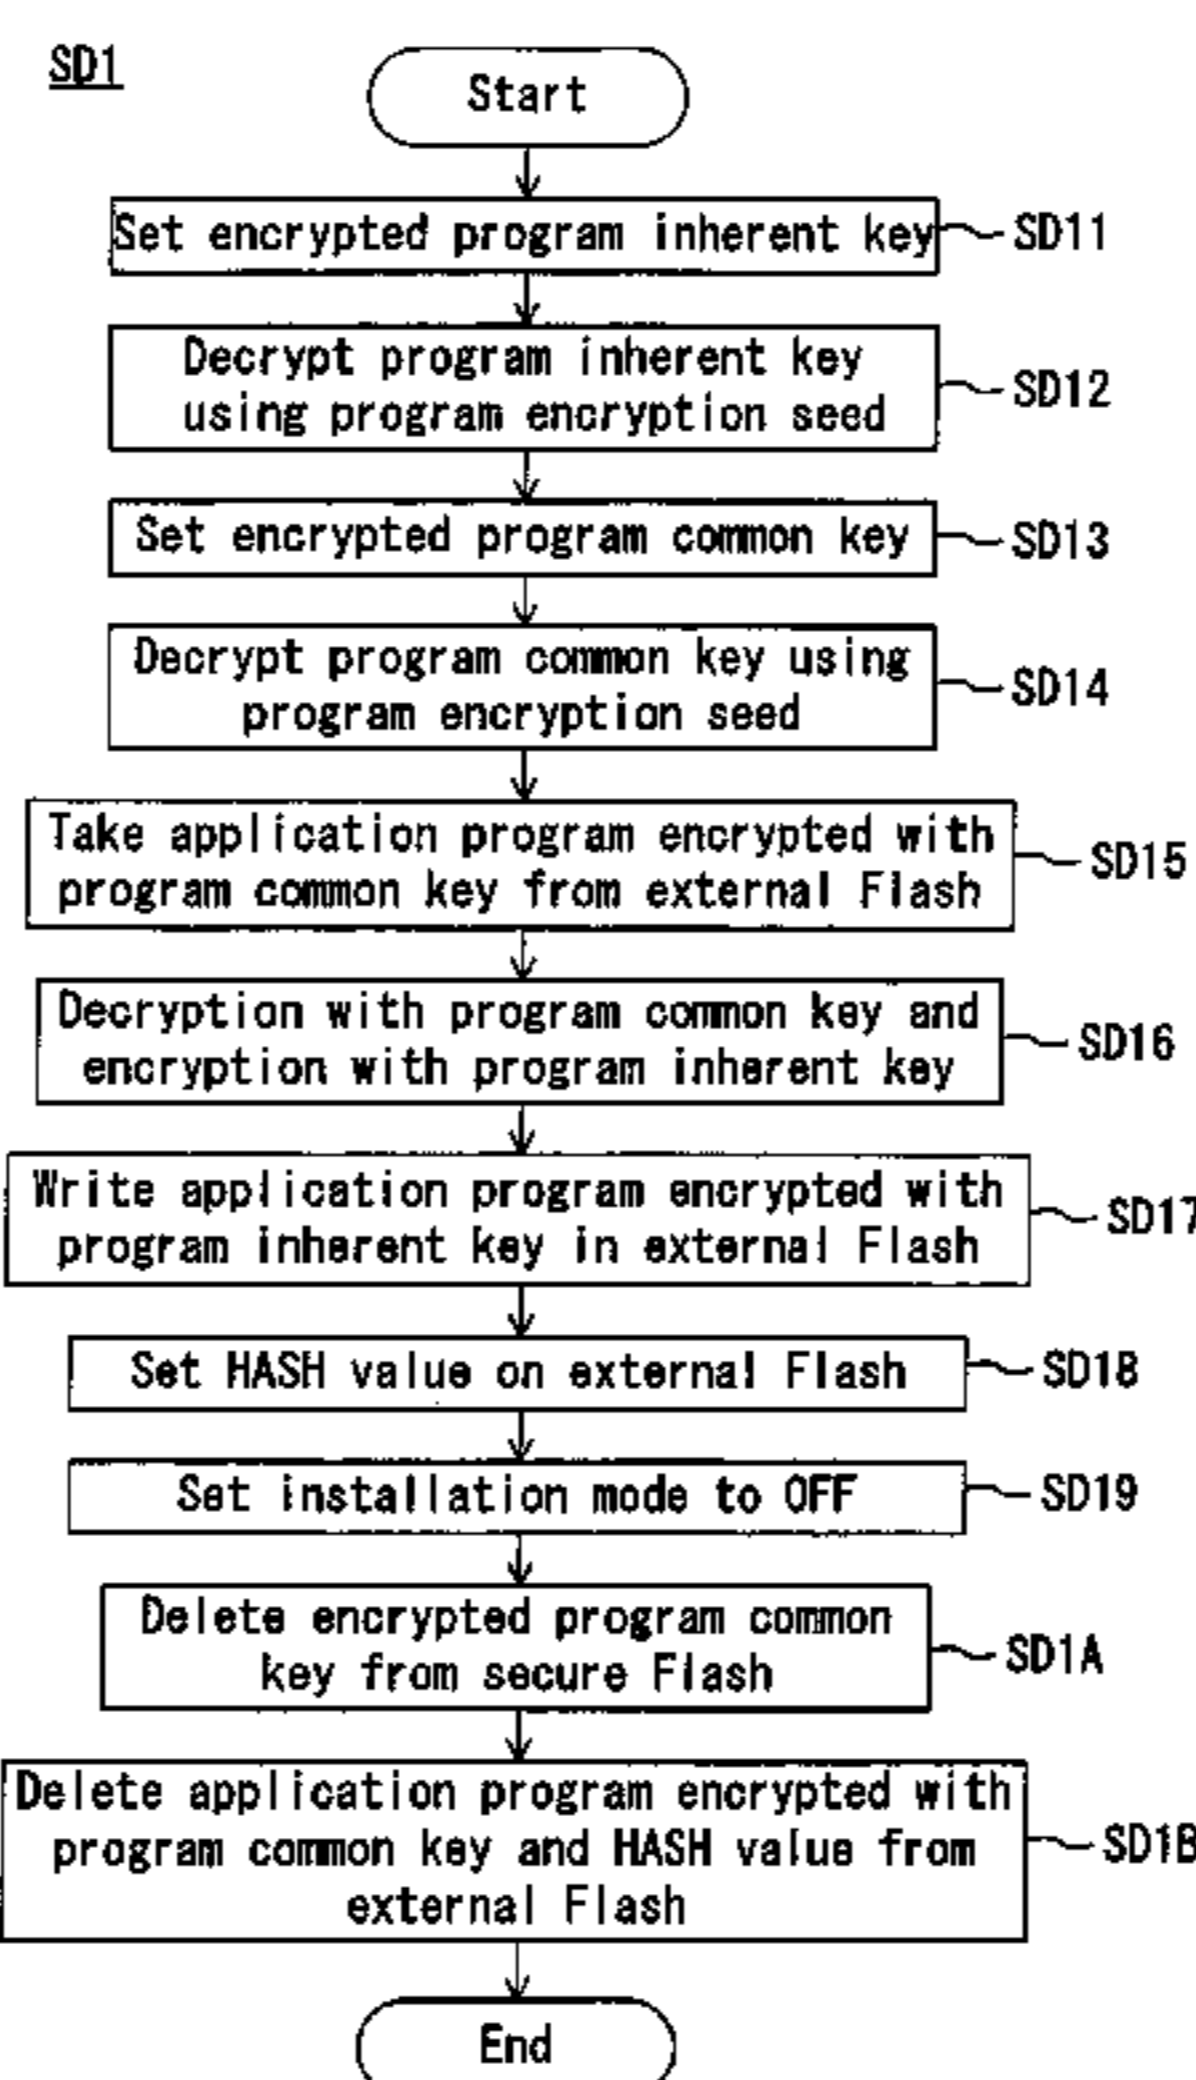 SD1
Start
Set encrypted program inherent key
SD11
Decrypt program inherent key
using program encryption seed
SD12
Set encrypted program common key
SD13
Decrypt program common key using
program encryption seed
SD14
Take application program encrypted with
program common key from external Flash
SD15
Decryption with program common key and
encryption with program inherent key
SD16
Write application program encrypted with
program inherent key in external Flash
SD17
Set HASH value on external Flash
SD18
Set installation mode to OFF
SD19
Delete encrypted program common
key from secure Flash
SD1A
Delete application program encrypted with
program common key and HASH value from
external Flash
SD1B
End